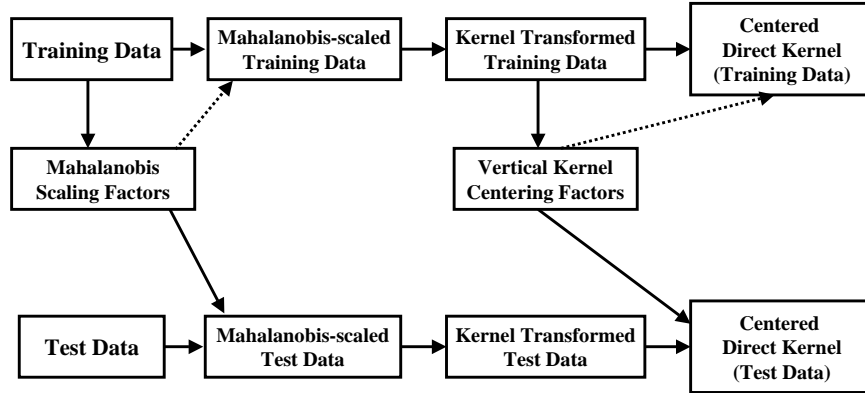 Training Data
Mahalanobis-scaled
Training Data
Kernel Transformed
Training Data
Centered
Direct Kernel
(Training Data)
Mahalanobis
Scaling Factors
Vertical Kernel
Centering Factors
Test Data
Mahalanobis-scaled
Test Data
Kernel Transformed
Test Data
Centered
Direct Kernel
(Test Data)